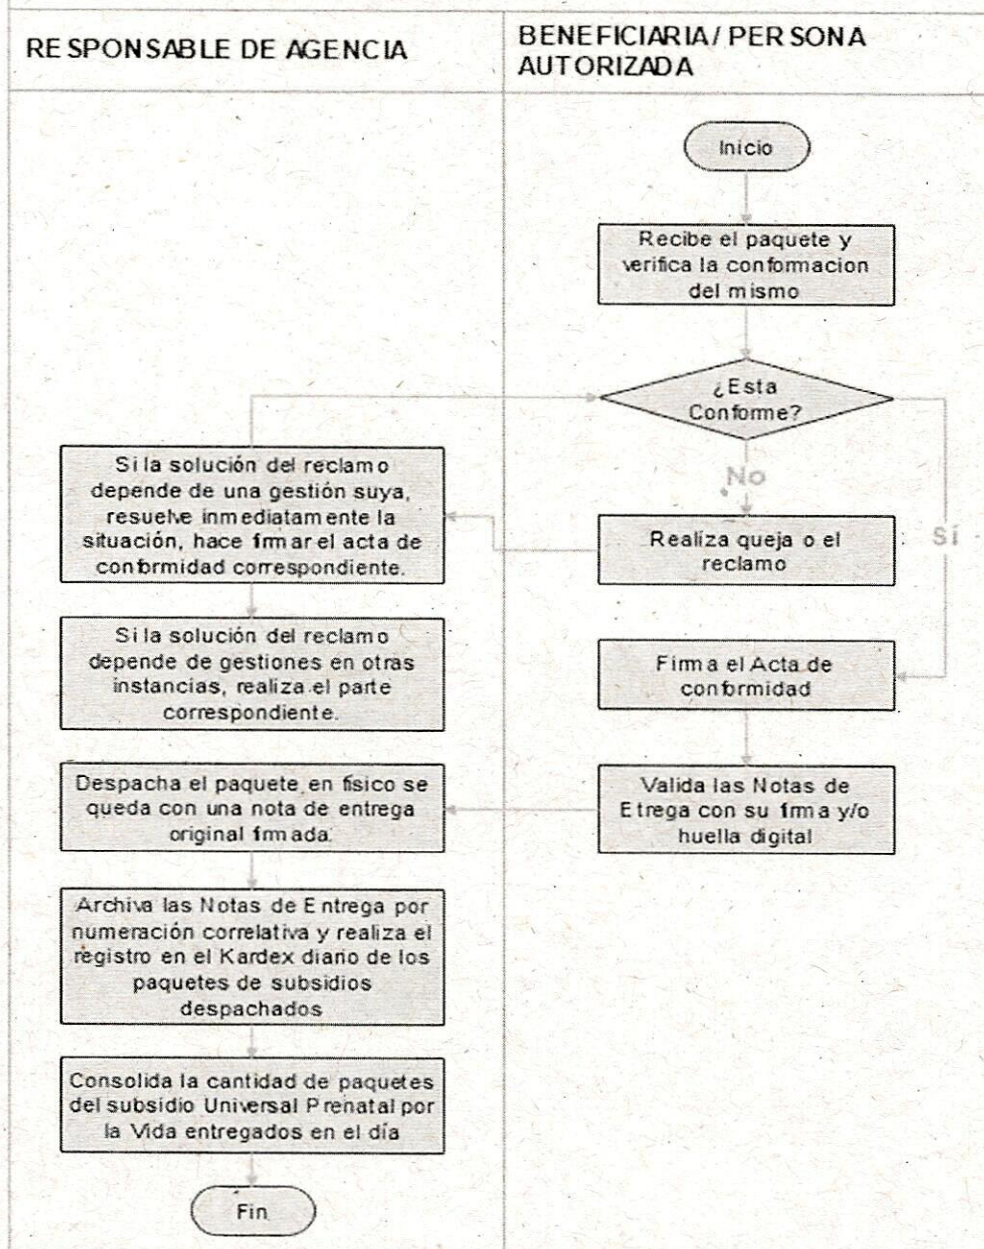 RESPONSABLE DE AGENCIA
BENEFICIARIA/ PERSONA
AUTORIZADA
Inicio
Recibe el paquete y
verifica la conformacion
del mismo
¿Esta
Conforme?
No
Sí
Realiza queja o el
reclamo
Si la solución del reclamo
depende de una gestión suya,
resuelve inmediatamente la
situación, hace firmar el acta de
conformidad correspondiente.
Si la solución del reclamo
depende de gestiones en otras
instancias, realiza el parte
correspondiente.
Firma el Acta de
conformidad
Valida las Notas de
Etrega con su firma y/o
huella digital
Despacha el paquete en físico se
queda con una nota de entrega
original firmada.
Archiva las Notas de Entrega por
numeración correlativa y realiza el
registro en el Kardex diario de los
paquetes de subsidios
despachados
Consolida la cantidad de paquetes
del subsidio Universal Prenatal por
la Vida entregados en el día
Fin